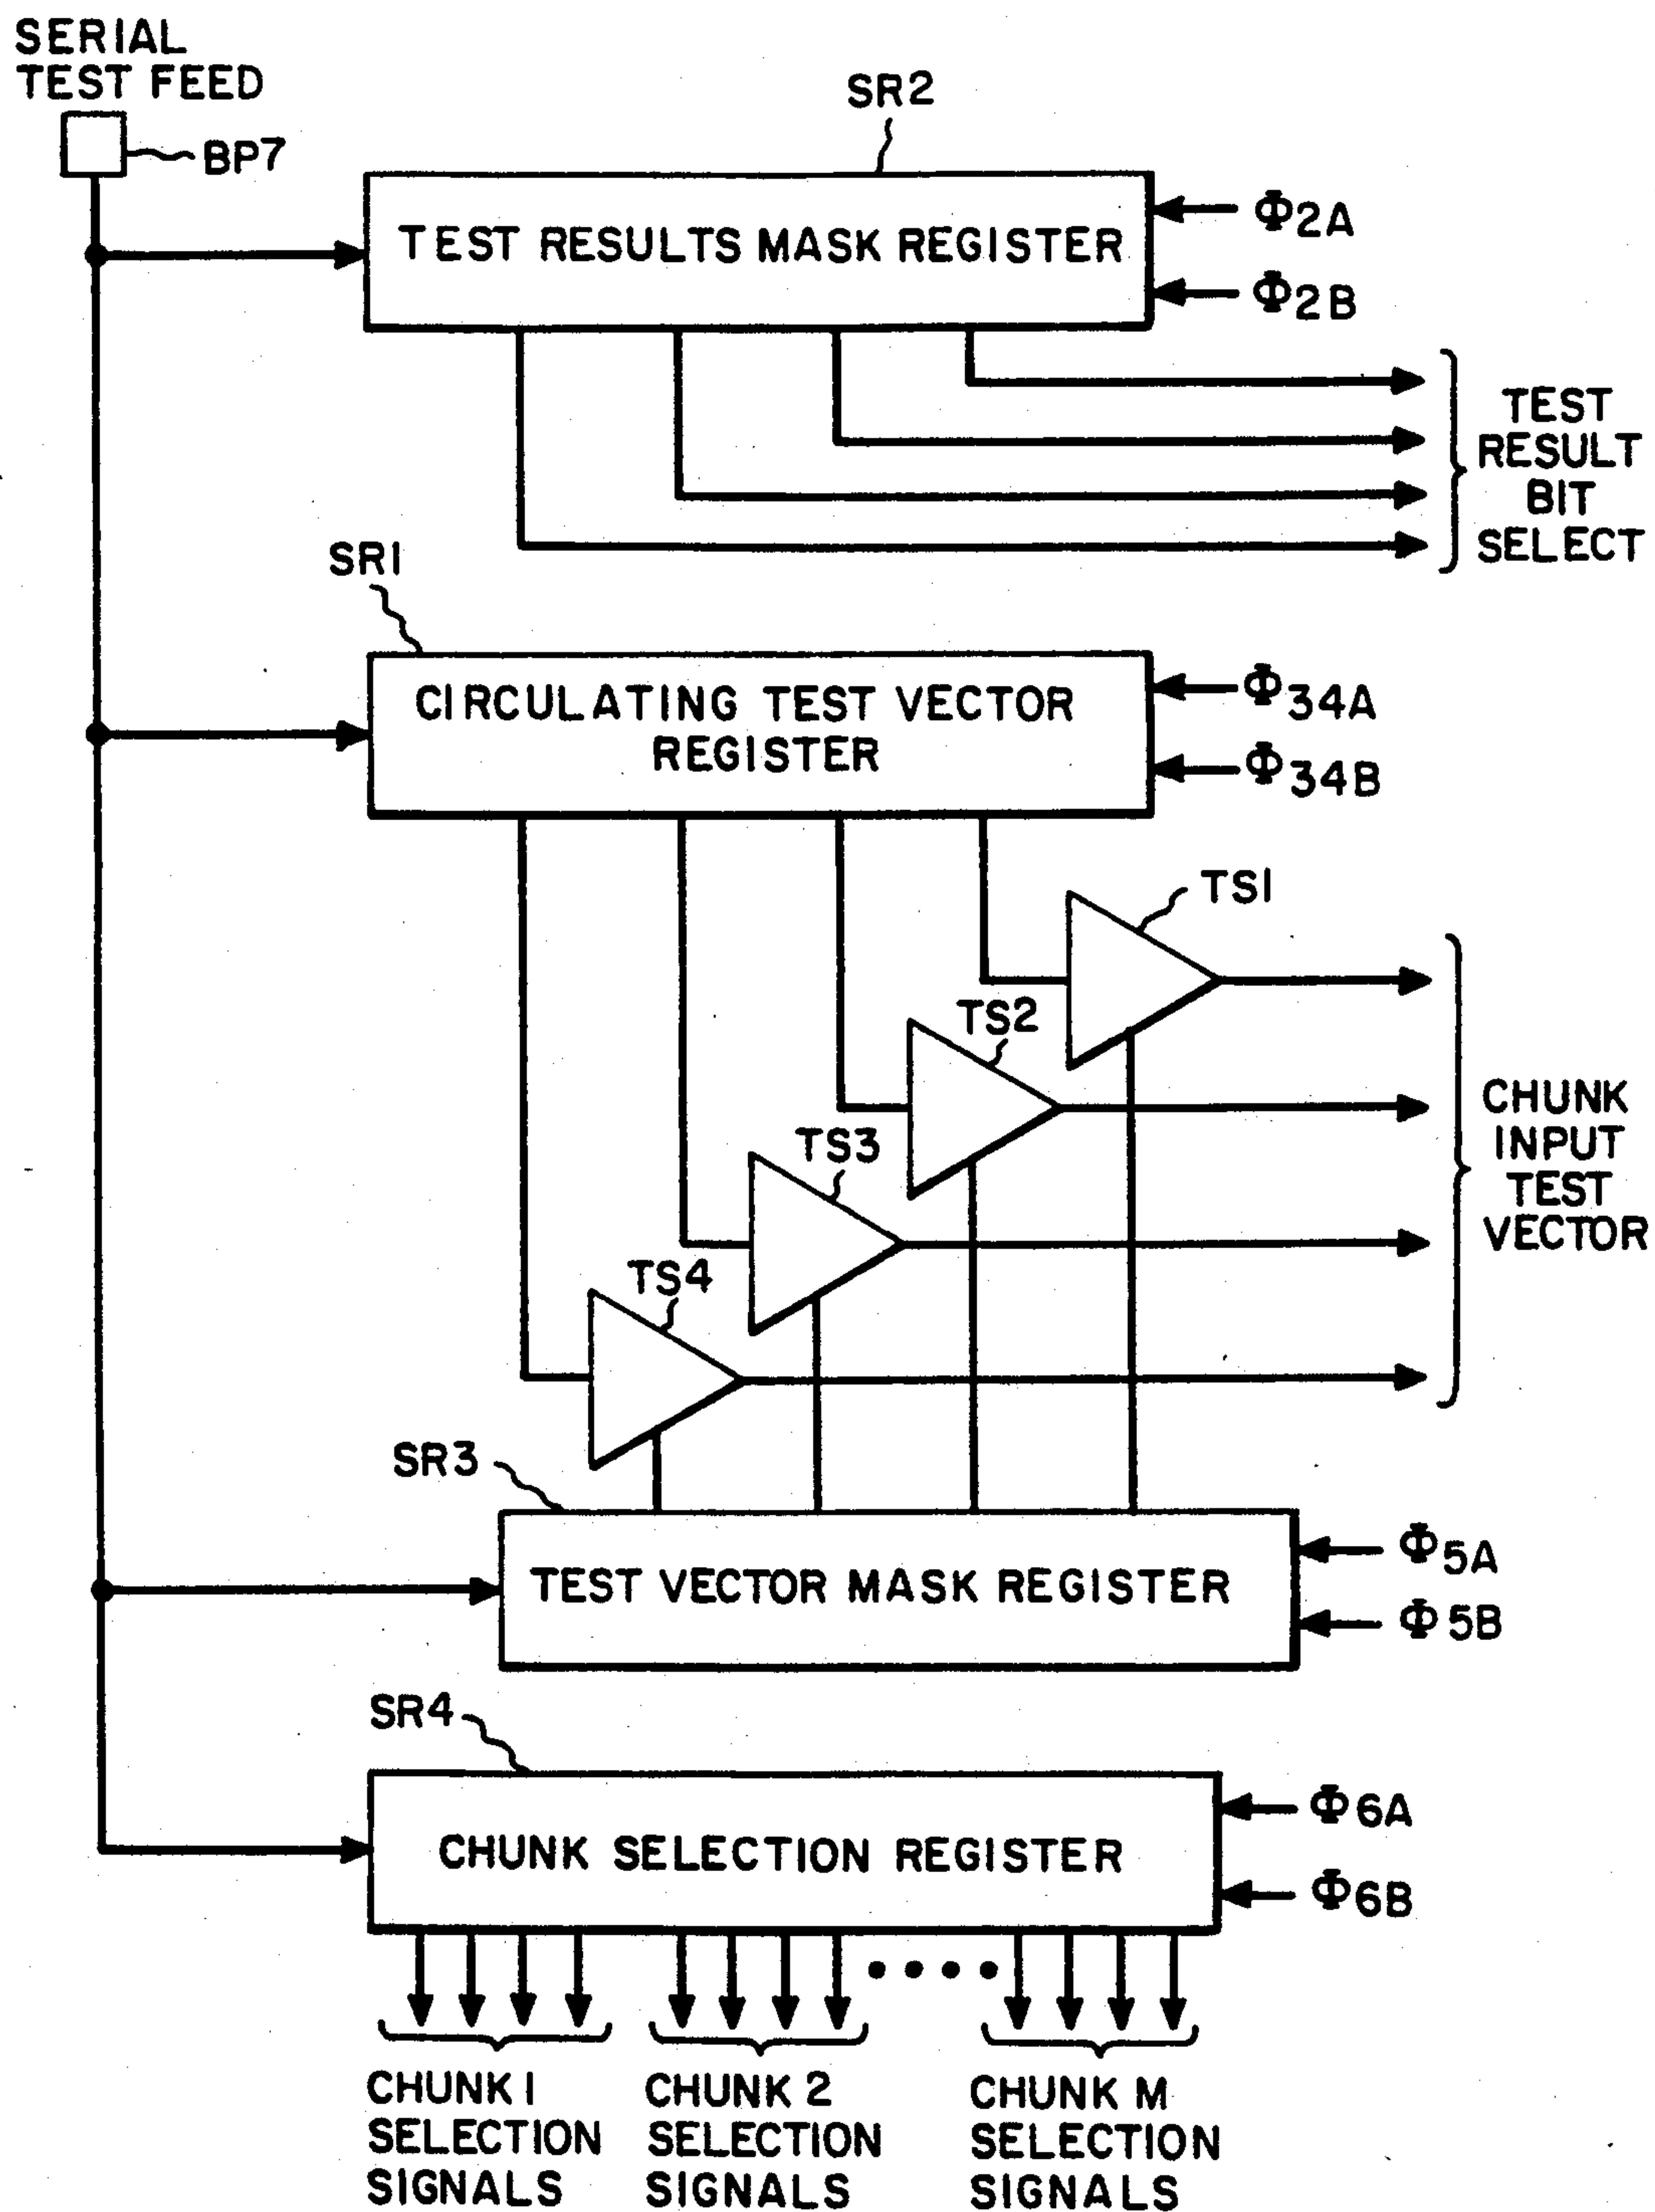 SERIAL
TEST FEED
BP7
SR2
TEST RESULTS MASK REGISTER
Φ2A
Φ2B
TEST
RESULT
BIT
SELECT
SR1
CIRCULATING TEST VECTOR
REGISTER
Φ34A
Φ34B
TS1
TS2
TS3
TS4
CHUNK
INPUT
TEST
VECTOR
SR3
TEST VECTOR MASK REGISTER
Φ5A
Φ5B
SR4
CHUNK SELECTION REGISTER
Φ6A
Φ6B
CHUNK 1
SELECTION
SIGNALS
CHUNK 2
SELECTION
SIGNALS
CHUNK M
SELECTION
SIGNALS